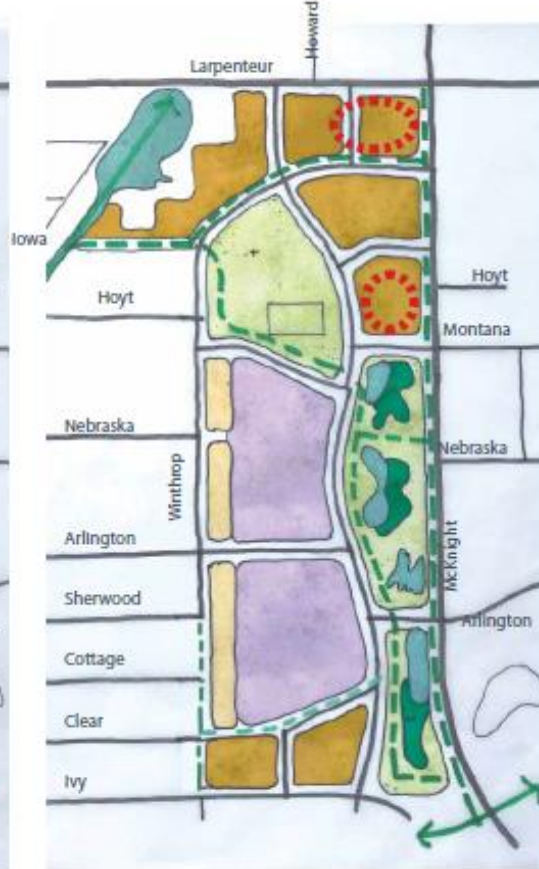 Howard
Larpenteur
Iowa
Hoyt
Hoyt
Montana
Nebraska
Nebraska
Winthrop
McKnight
Arlington
Sherwood
Arlington
Cottage
Clear
Ivy